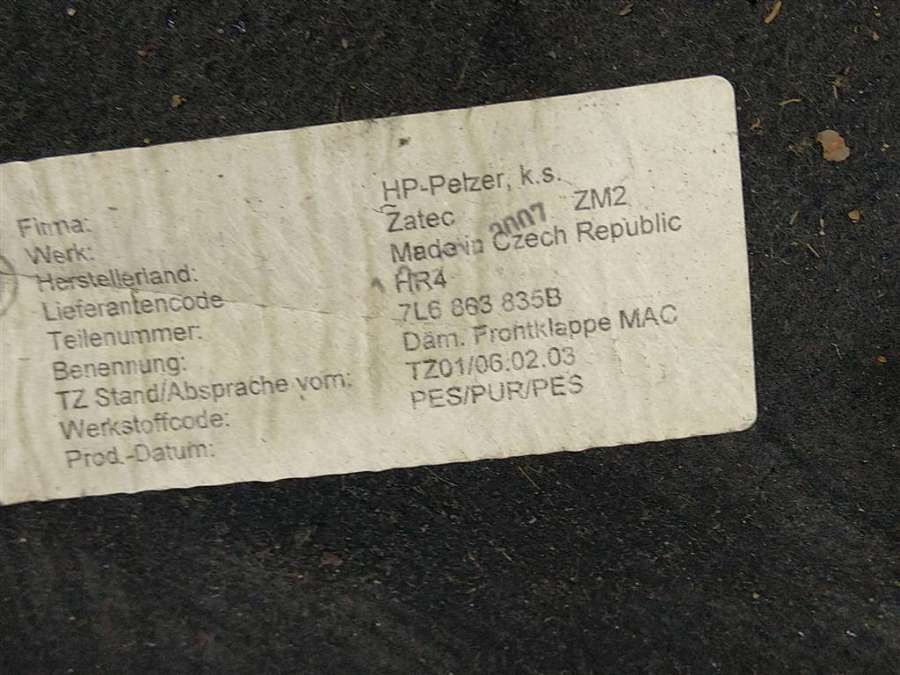 Firma: HP-Pelzer, k.s.
Werk: Žatec ZM2
Herstellerland: Made in Czech Republic
2007
Lieferantencode HR4
Teilenummer: 7L6 863 835B
Benennung: Däm. Frontklappe MAC
TZ Stand/Absprache vom: TZ01/06.02.03
Werkstoffcode: PES/PUR/PES
Prod.-Datum: